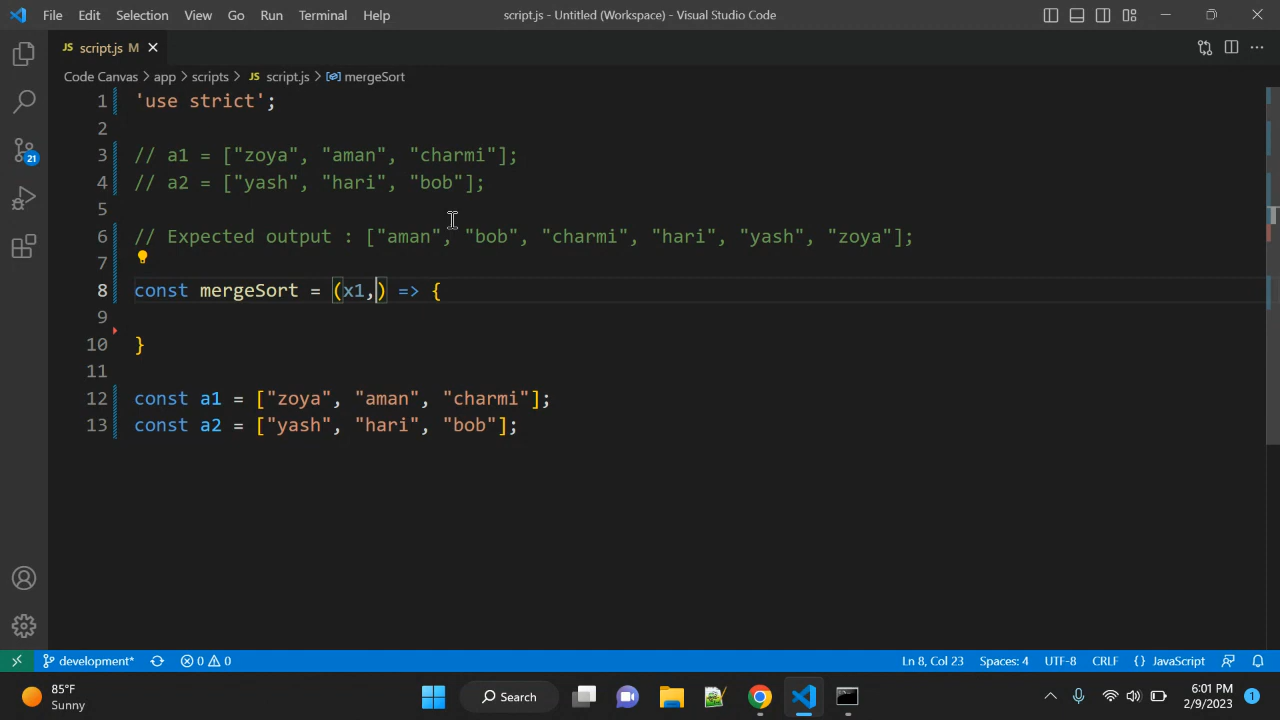 File Edit Selection View Go Run Terminal Help script.js - Untitled (Workspace) - Visual Studio Code
JS script.js M
Code Canvas > app > scripts > JS script.js > mergeSort
1 'use strict';
2
3 // a1 = ["zoya", "aman", "charmi"];
4 // a2 = ["yash", "hari", "bob"];
5
6 // Expected output : ["aman", "bob", "charmi", "hari", "yash", "zoya"];
7
8 const mergeSort = (x1,) => {
9
10 }
11
12 const a1 = ["zoya", "aman", "charmi"];
13 const a2 = ["yash", "hari", "bob"];
21
development* 0 0 Ln 8, Col 23 Spaces: 4 UTF-8 CRLF {} JavaScript
85°F
Sunny
Search
6:01 PM
2/9/2023
1